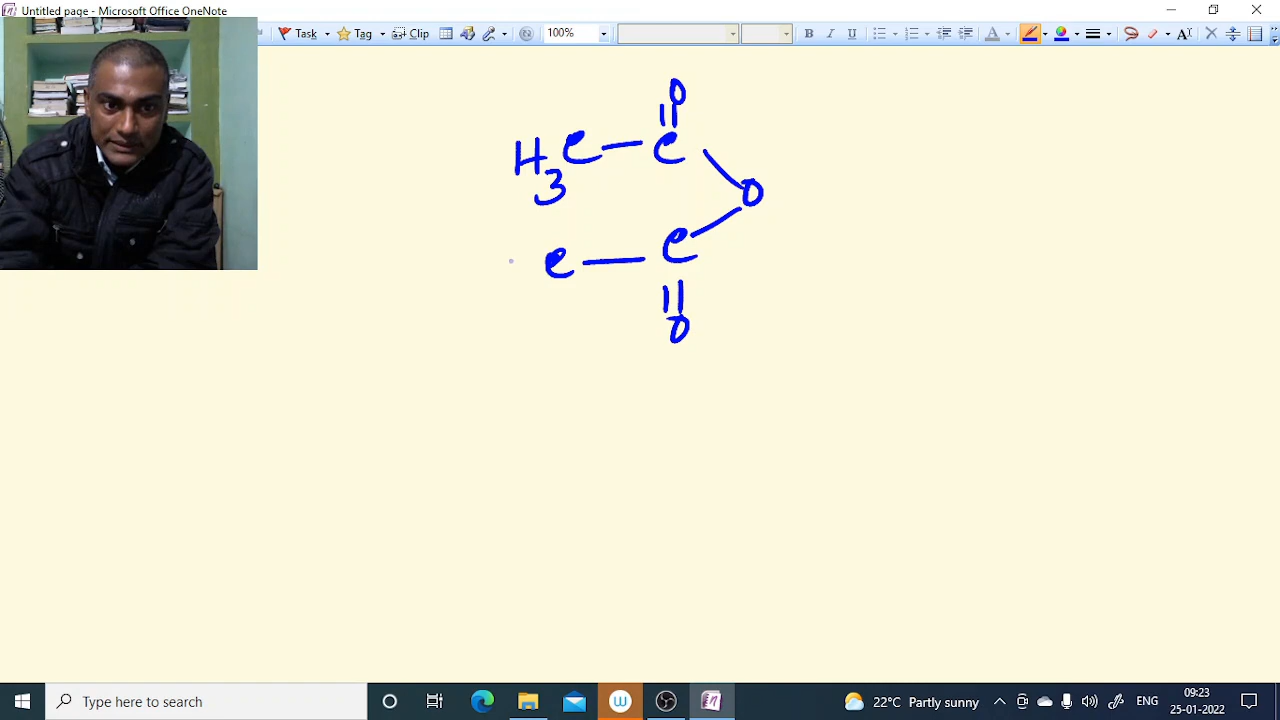 Untitled page - Microsoft Office OneNote
Task Tag Clip 100% B I U
O
H3C—C
O
C—C
O
Type here to search
22°C Partly sunny
ENG
09:23
25-01-2022